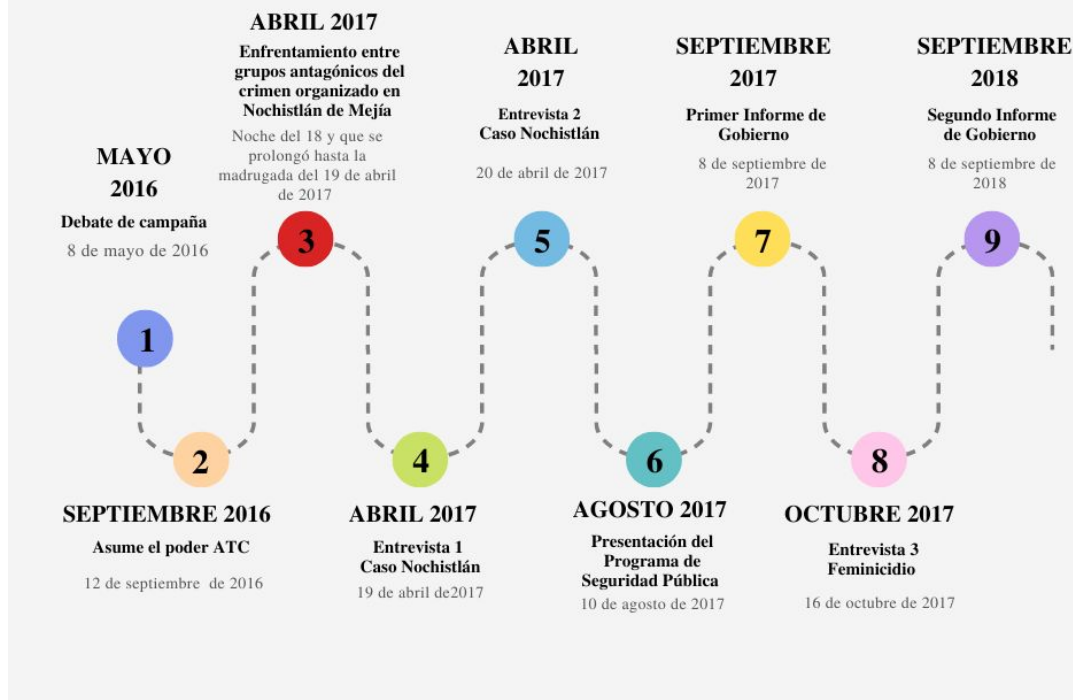 MAYO
2016
Debate de campaña
8 de mayo de 2016
1
2
SEPTIEMBRE 2016
Asume el poder ATC
12 de septiembre de 2016
ABRIL 2017
Enfrentamiento entre
grupos antagónicos del
crimen organizado en
Nochistlán de Mejía
Noche del 18 y que se
prolongó hasta la
madrugada del 19 de abril
de 2017
3
4
ABRIL 2017
Entrevista 1
Caso Nochistlán
19 de abril de2017
ABRIL
2017
Entrevista 2
Caso Nochistlán
20 de abril de 2017
5
6
AGOSTO 2017
Presentación del
Programa de
Seguridad Pública
10 de agosto de 2017
SEPTIEMBRE
2017
Primer Informe de
Gobierno
8 de septiembre de
2017
7
8
OCTUBRE 2017
Entrevista 3
Feminicidio
16 de octubre de 2017
SEPTIEMBRE
2018
Segundo Informe
de Gobierno
8 de septiembre de
2018
9